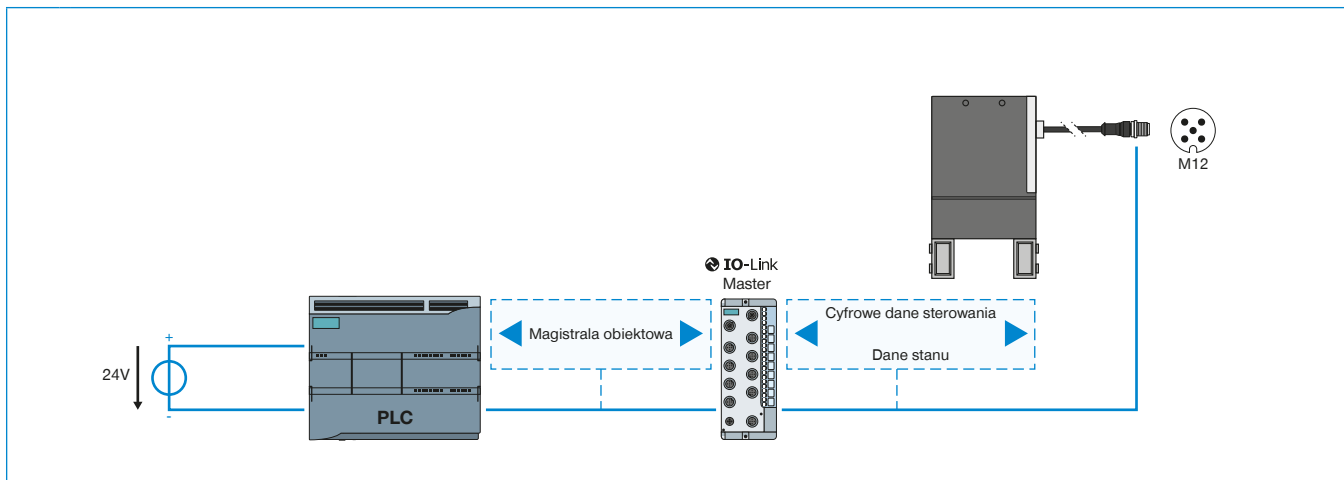 M12
IO-Link
Master
Cyfrowe dane sterowania
Magistrala obiektowa
Dane stanu
+
24V
-
PLC